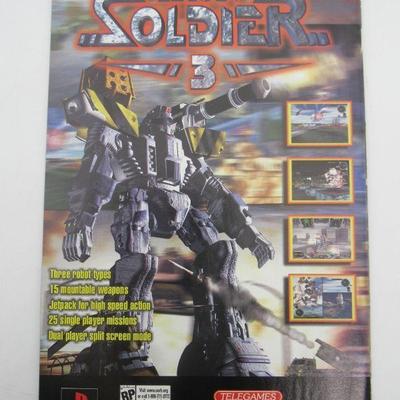 SOLDIER
3
Three robot types
15 mountable weapons
Jetpack for high speed action
25 single player missions
Dual player split screen mode
RP
TELEGAMES